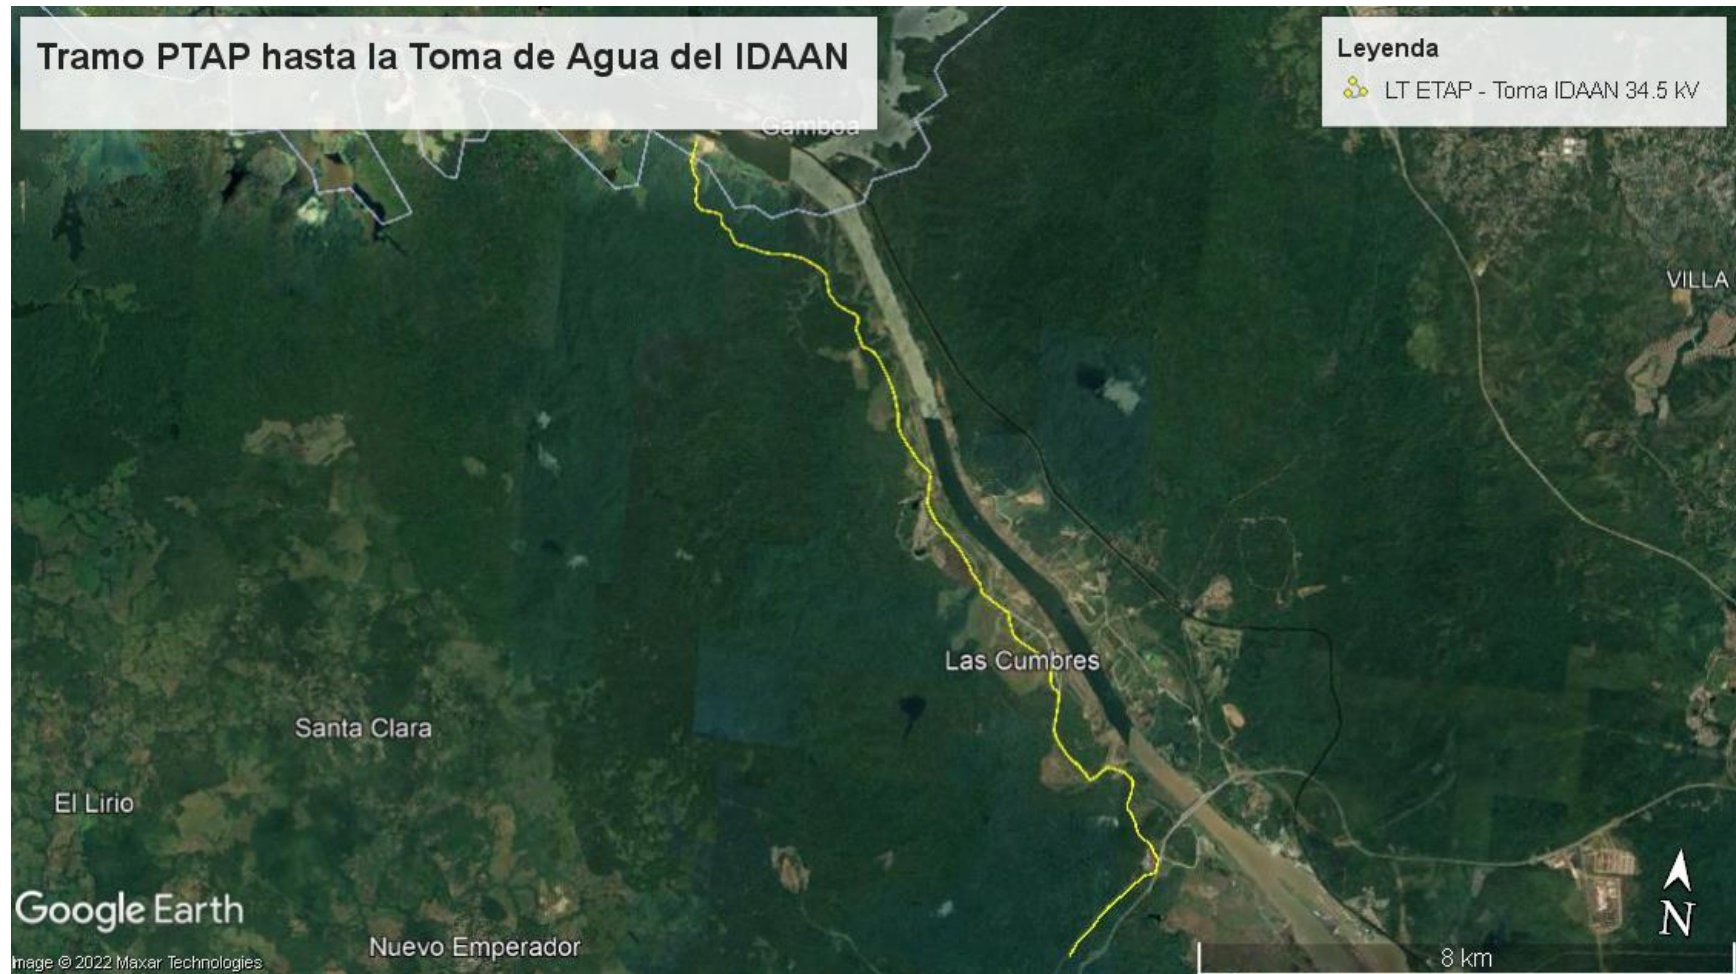 Tramo PTAP hasta la Toma de Agua del IDAAN
Leyenda
LT ETAP - Toma IDAAN 34.5 kV
Gamboa
VILLA
Las Cumbres
Santa Clara
El Lirio
Google Earth
N
Nuevo Emperador
8 km
Image © 2022 Maxar Technologies